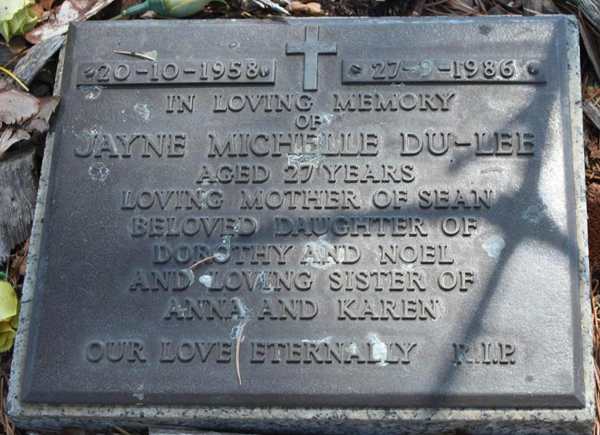 20-10-1958 27-9-1986
IN LOVING MEMORY
OF
JAYNE MICHELLE DU-LEE
AGED 27 YEARS
LOVING MOTHER OF SEAN
BELOVED DAUGHTER OF
DOROTHY AND NOEL
AND LOVING SISTER OF
ANNA AND KAREN
OUR LOVE ETERNALLY R.I.P.